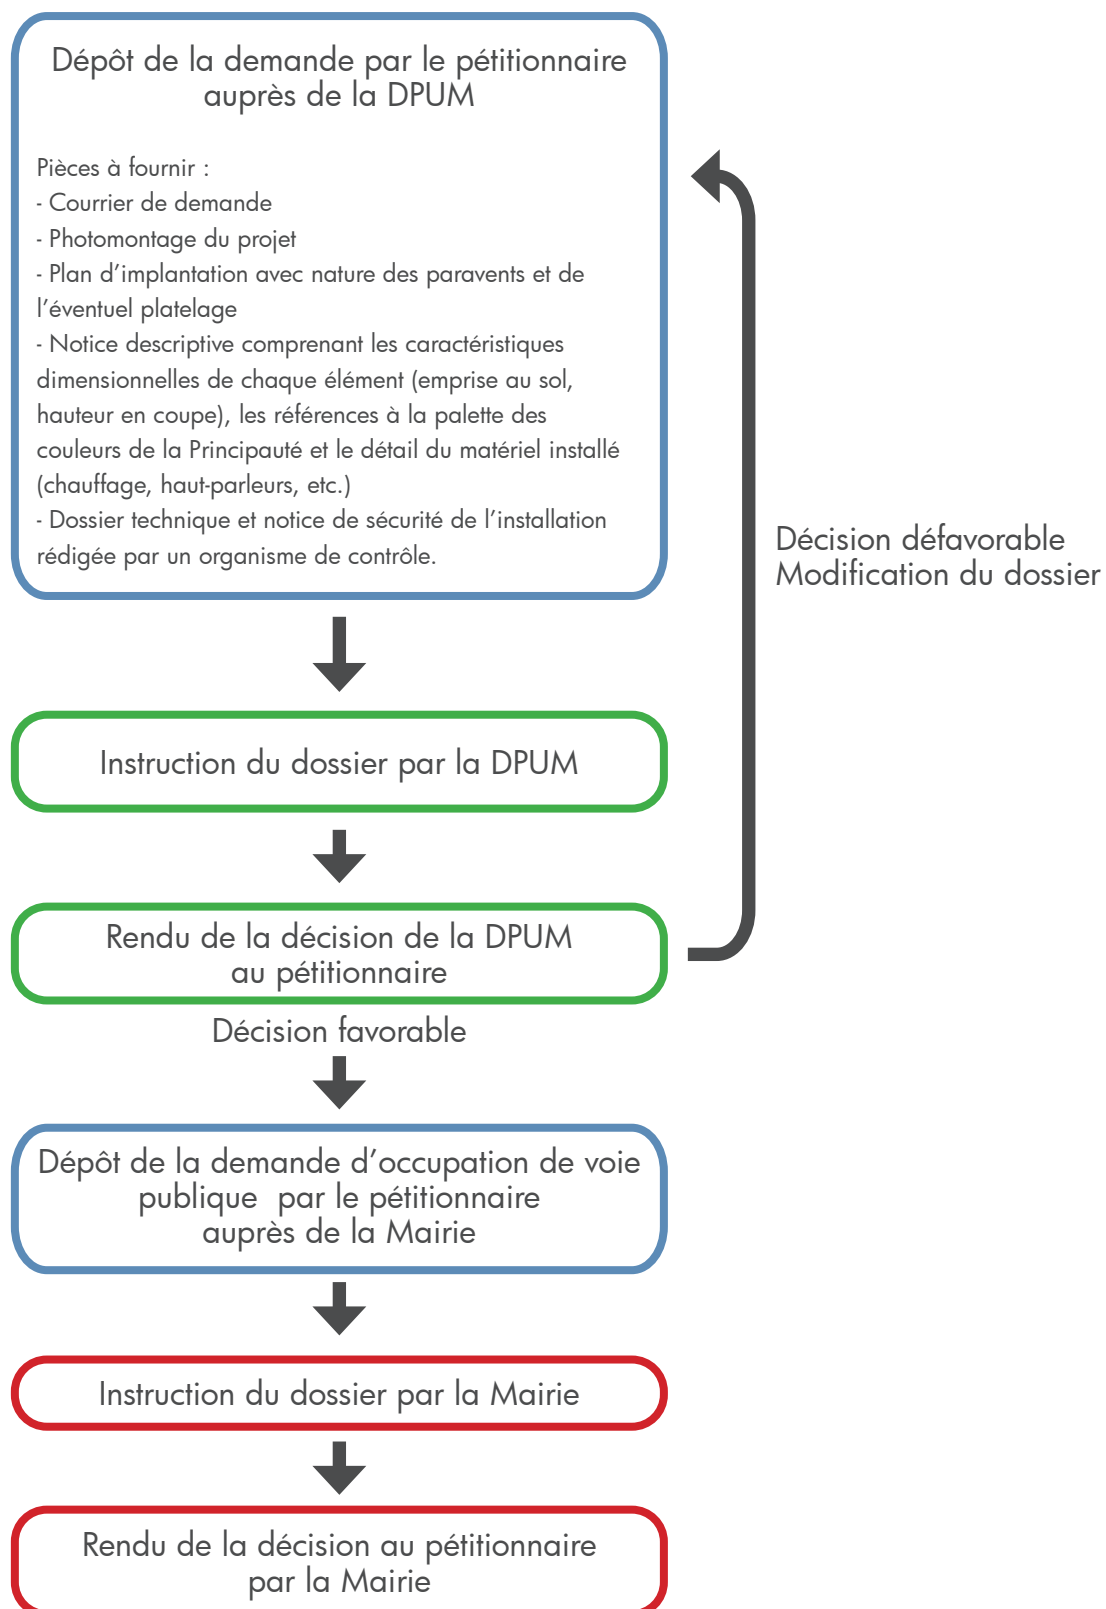 Dépôt de la demande par le pétitionnaire
auprès de la DPUM
Pièces à fournir :
- Courrier de demande
- Photomontage du projet
- Plan d’implantation avec nature des paravents et de
l’éventuel platelage
- Notice descriptive comprenant les caractéristiques
dimensionnelles de chaque élément (emprise au sol,
hauteur en coupe), les références à la palette des
couleurs de la Principauté et le détail du matériel installé
(chauffage, haut-parleurs, etc.)
- Dossier technique et notice de sécurité de l’installation
rédigée par un organisme de contrôle.
Décision défavorable
Modification du dossier
Instruction du dossier par la DPUM
Rendu de la décision de la DPUM
au pétitionnaire
Décision favorable
Dépôt de la demande d’occupation de voie
publique  par le pétitionnaire
auprès de la Mairie
Instruction du dossier par la Mairie
Rendu de la décision au pétitionnaire
par la Mairie